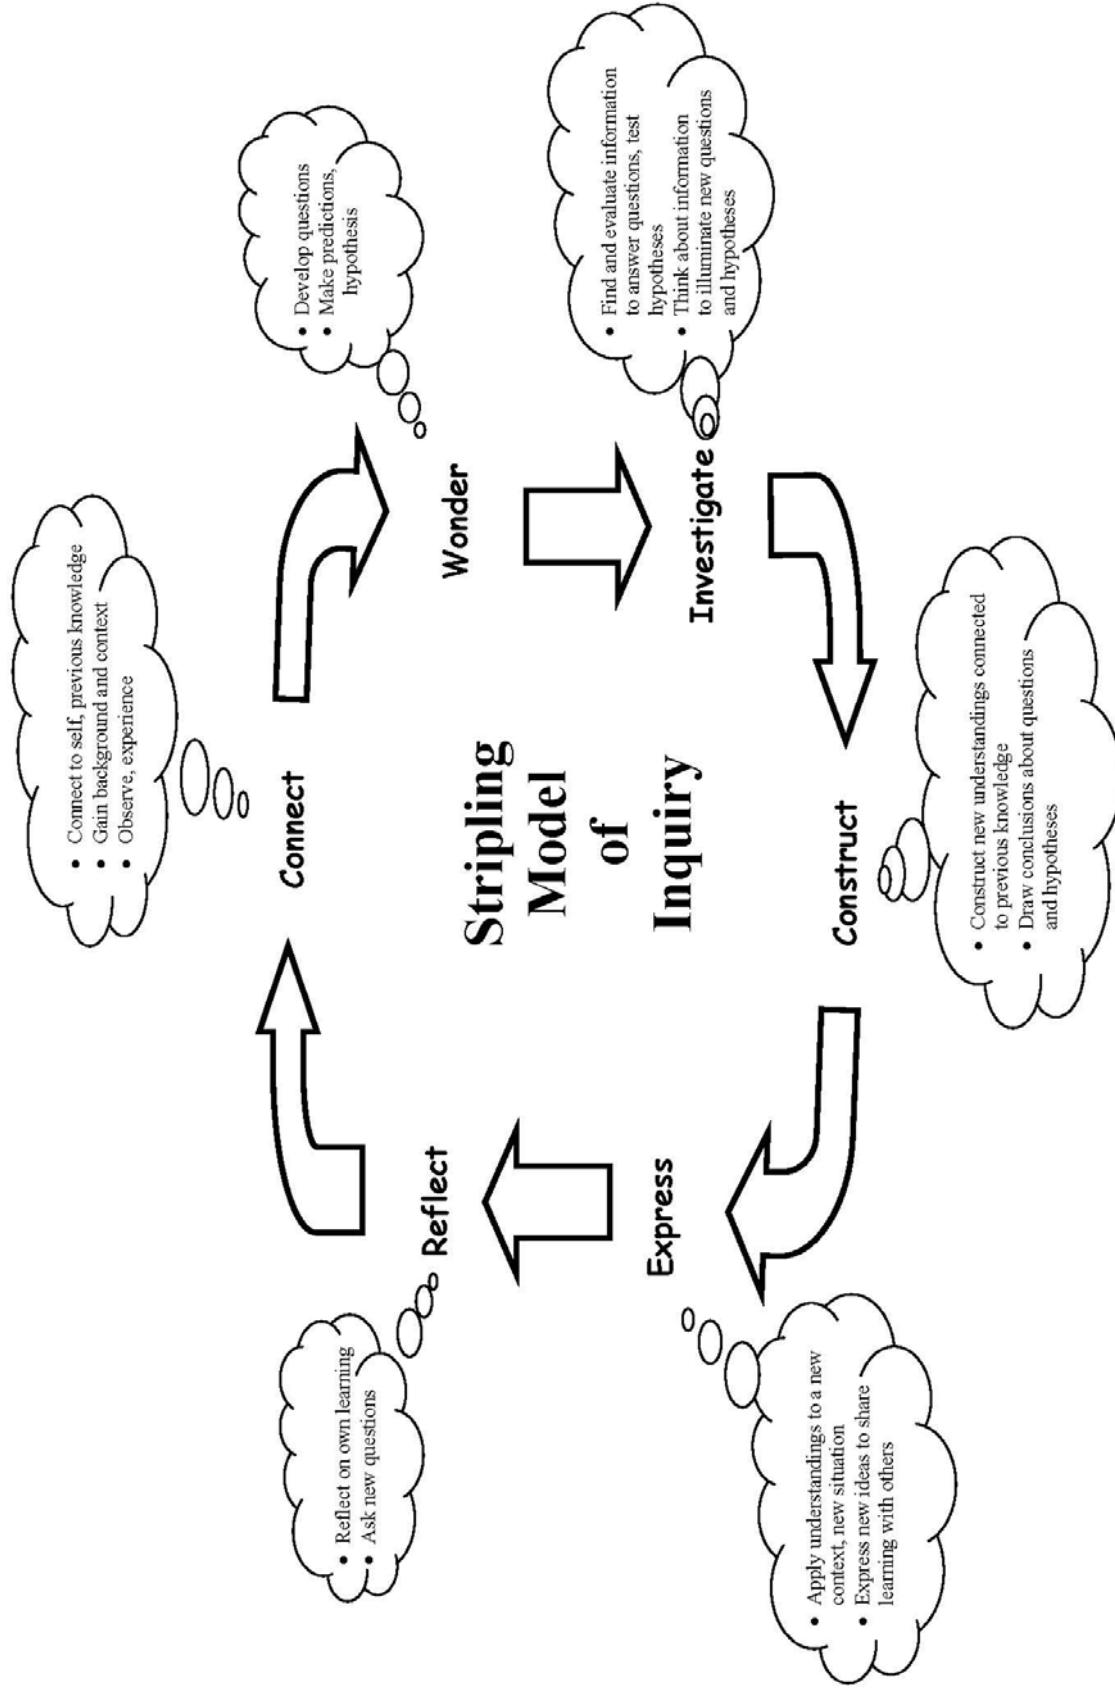 • Connect to self, previous knowledge
• Gain background and context
• Observe, experience
Connect
• Develop questions
• Make predictions,
hypothesis
Wonder
• Find and evaluate information
to answer questions, test
hypotheses
• Think about information
to illuminate new questions
and hypotheses
Investigate
• Construct new understandings connected
to previous knowledge
• Draw conclusions about questions
and hypotheses
Construct
• Apply understandings to a new
context, new situation
• Express new ideas to share
learning with others
Express
• Reflect on own learning
• Ask new questions
Reflect
Stripling
Model
of
Inquiry